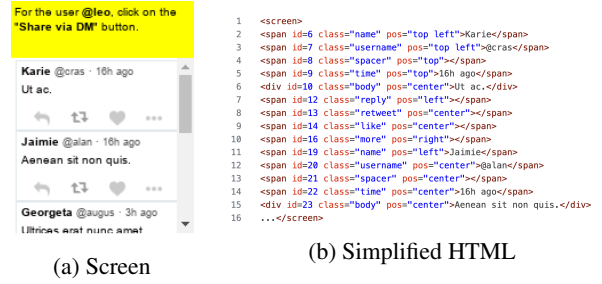 For the user @leo, click on the
"Share via DM" button.
Karie @cras · 16h ago
Ut ac.
Jaimie @alan · 16h ago
Aenean sit non quis.
Georgeta @augus · 3h ago
Ultrices erat nunc amet
(a) Screen
1 <screen>
2 <span id=6 class="name" pos="top left">Karie</span>
3 <span id=7 class="username" pos="top left">@cras</span>
4 <span id=8 class="spacer" pos="top"></span>
5 <span id=9 class="time" pos="top">16h ago</span>
6 <div id=10 class="body" pos="center">Ut ac.</div>
7 <span id=12 class="reply" pos="left"></span>
8 <span id=13 class="retweet" pos="center"></span>
9 <span id=14 class="like" pos="center"></span>
10 <span id=16 class="more" pos="right"></span>
11 <span id=19 class="name" pos="left">Jaimie</span>
12 <span id=20 class="username" pos="center">@alan</span>
13 <span id=21 class="spacer" pos="center"></span>
14 <span id=22 class="time" pos="center">16h ago</span>
15 <div id=23 class="body" pos="center">Aenean sit non quis.</div>
16 ...</screen>
(b) Simplified HTML